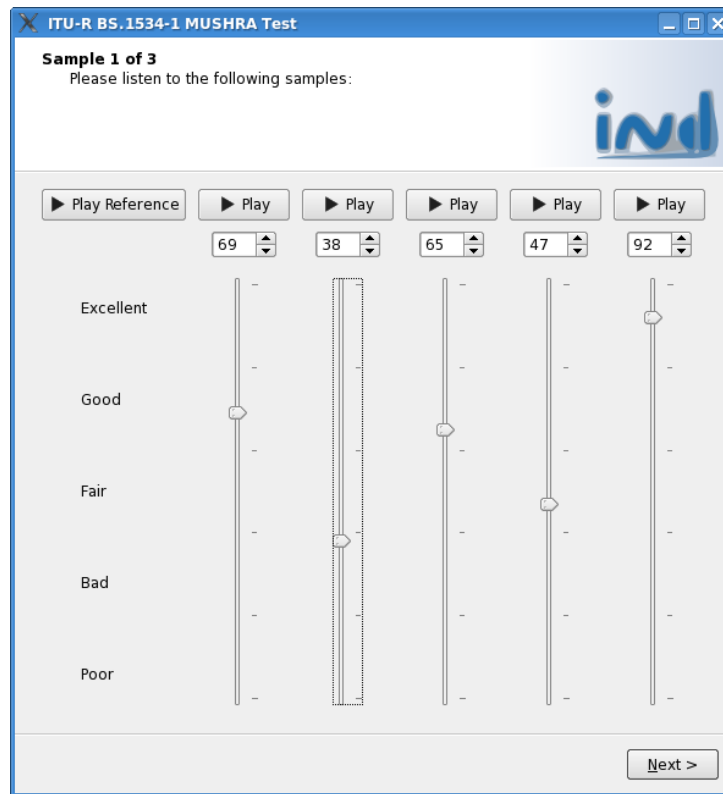 ITU-R BS.1534-1 MUSHRA Test
Sample 1 of 3
Please listen to the following samples:
ind
Play Reference Play Play Play Play Play
69 38 65 47 92
Excellent
Good
Fair
Bad
Poor
Next >